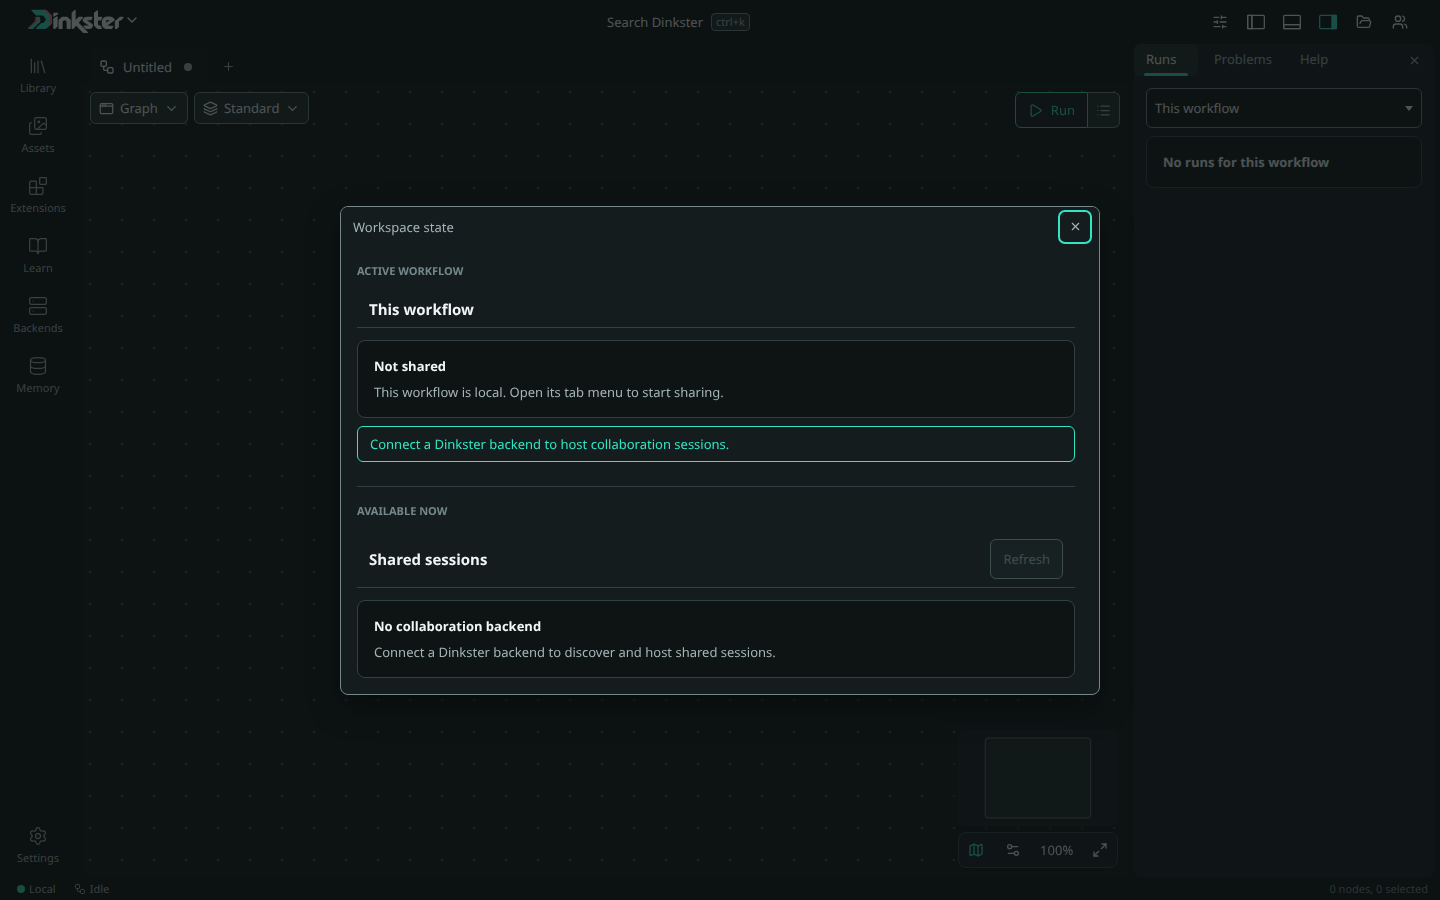 Dinkster
Search Dinkster ctrl+k
Library
Assets
Extensions
Learn
Backends
Memory
Settings
Untitled
Graph
Standard
Run
Runs
Problems
Help
This workflow
No runs for this workflow
Workspace state
ACTIVE WORKFLOW
This workflow
Not shared
This workflow is local. Open its tab menu to start sharing.
Connect a Dinkster backend to host collaboration sessions.
AVAILABLE NOW
Shared sessions
Refresh
No collaboration backend
Connect a Dinkster backend to discover and host shared sessions.
100%
Local
Idle
0 nodes, 0 selected